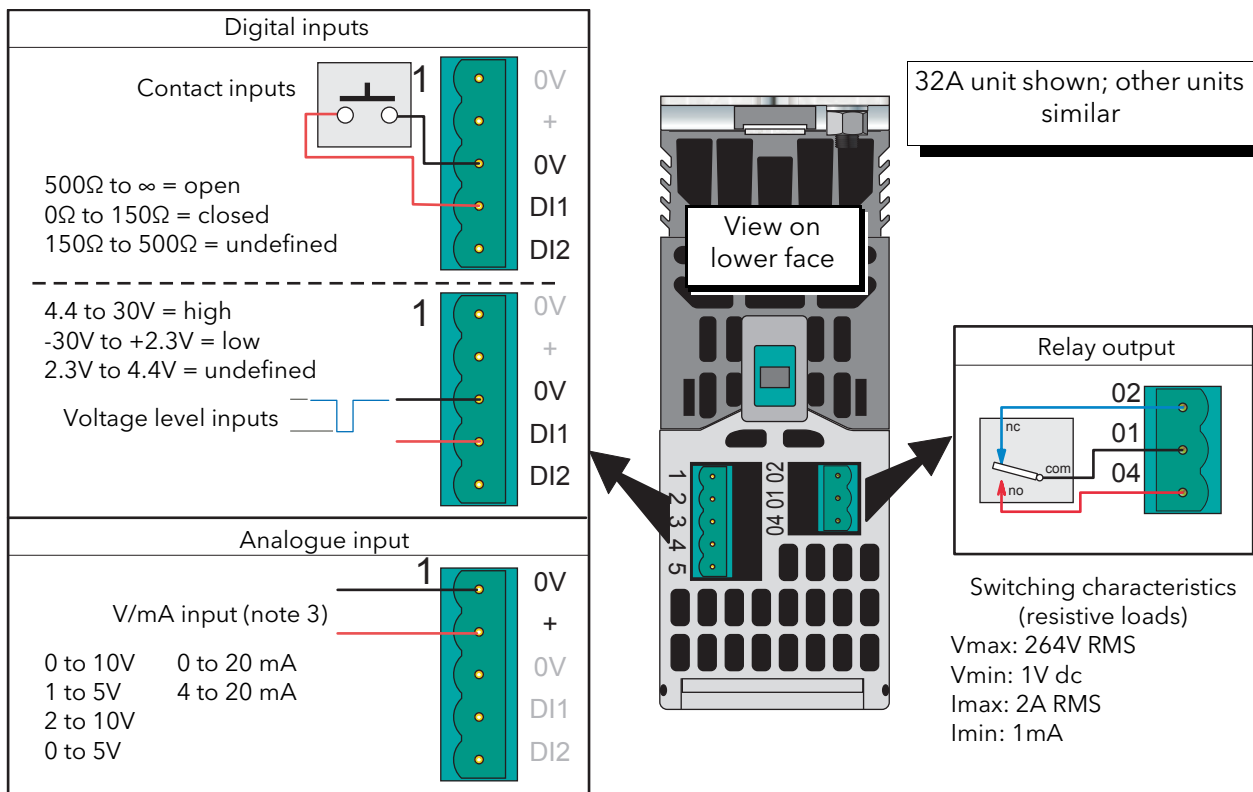 Digital inputs
Contact inputs
1
0V
+
0V
DI1
DI2
500Ω to ∞ = open
0Ω to 150Ω = closed
150Ω to 500Ω = undefined
4.4 to 30V = high
-30V to +2.3V = low
2.3V to 4.4V = undefined
Voltage level inputs
1
0V
+
0V
DI1
DI2
Analogue input
V/mA input (note 3)
1
0V
+
0V
DI1
DI2
0 to 10V 0 to 20 mA
1 to 5V 4 to 20 mA
2 to 10V
0 to 5V
32A unit shown; other units
similar
View on
lower face
1
2
3
4
5
04 01 02
Relay output
02
01
04
nc
com
no
Switching characteristics
(resistive loads)
Vmax: 264V RMS
Vmin: 1V dc
Imax: 2A RMS
Imin: 1mA